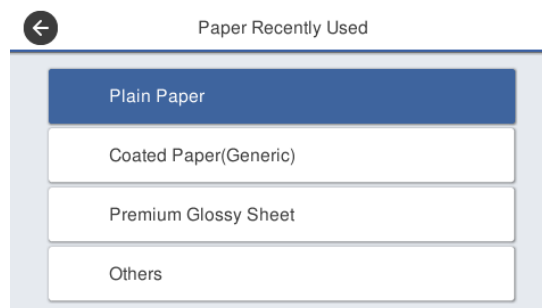 Paper Recently Used
Plain Paper
Coated Paper(Generic)
Premium Glossy Sheet
Others